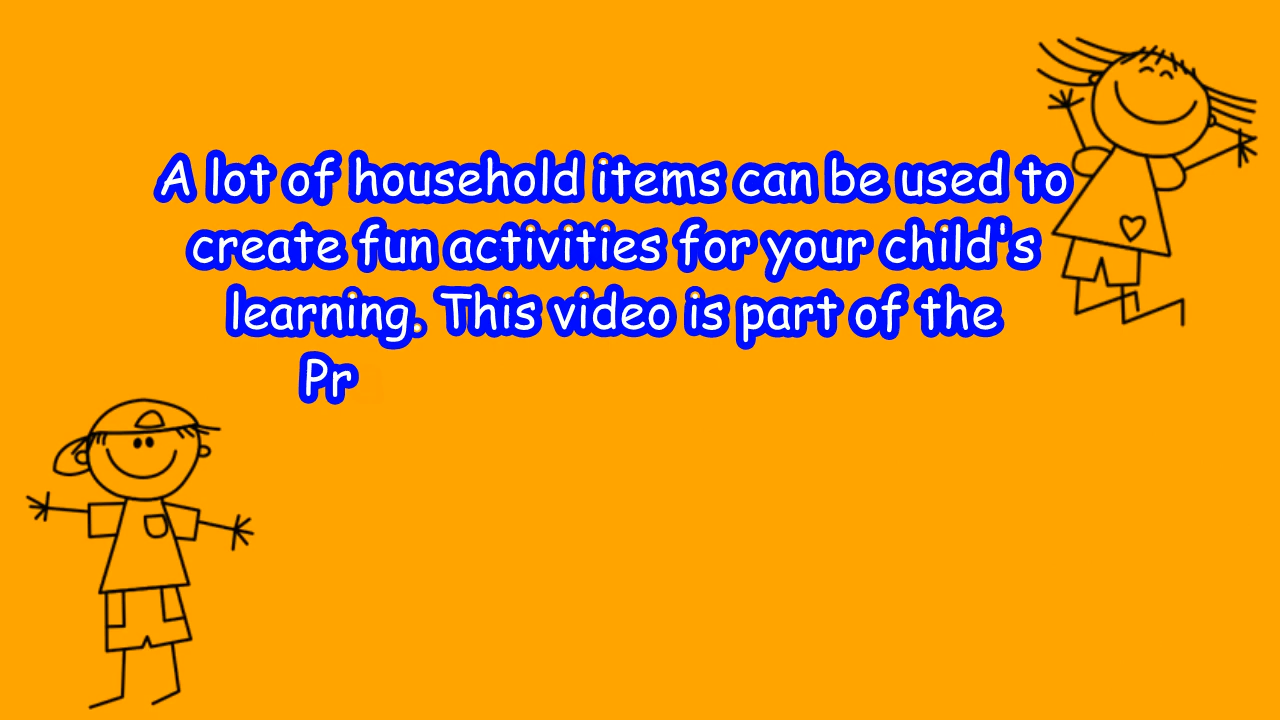 A lot of household items can be used to
create fun activities for your child's
learning. This video is part of the
Pr